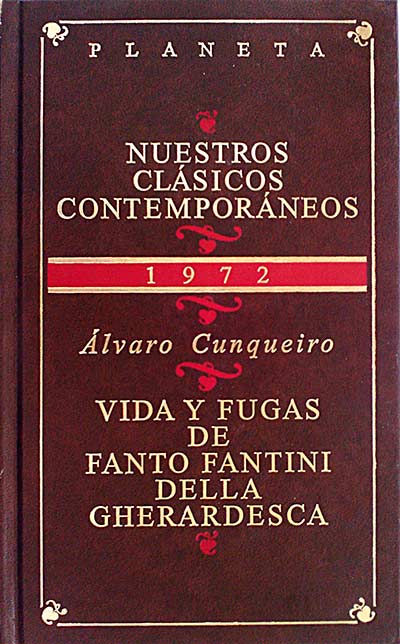 PLANETA
NUESTROS
CLÁSICOS
CONTEMPORÁNEOS
1972
Álvaro Cunqueiro
VIDA Y FUGAS
DE
FANTO FANTINI
DELLA
GHERARDESCA